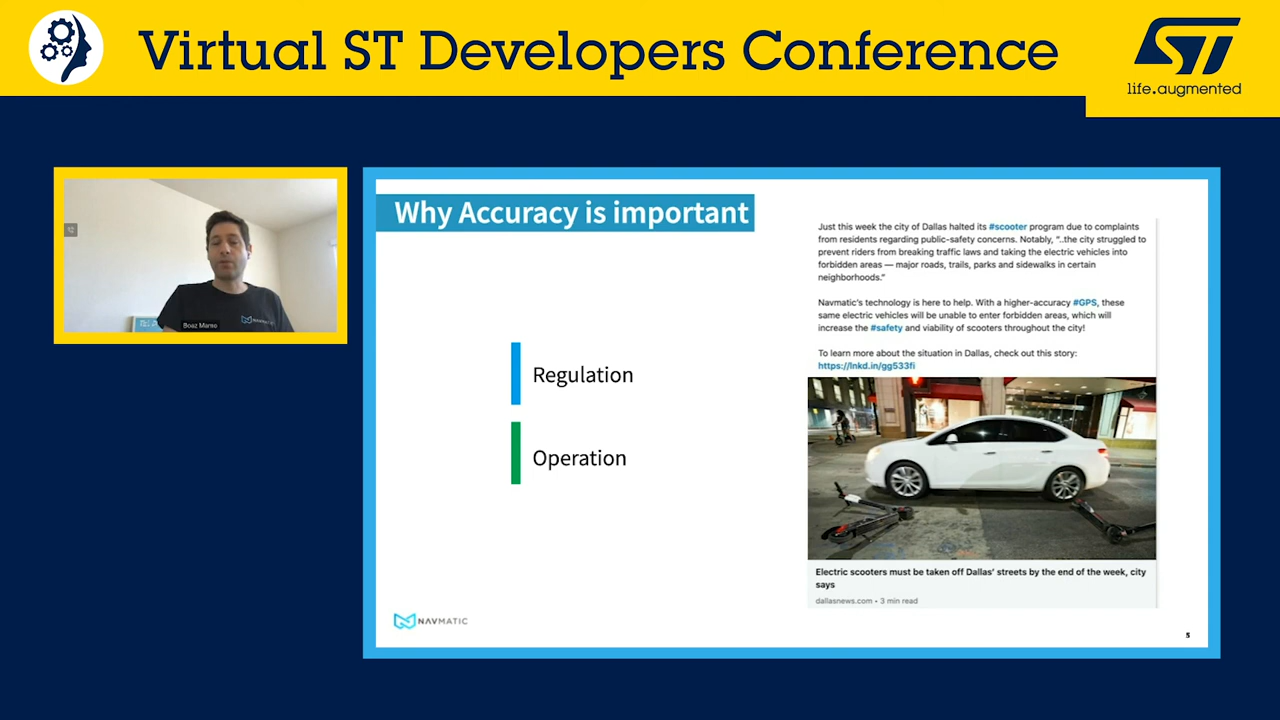 Virtual ST Developers Conference
ST
life.augmented
NAVMATIC
Boaz Mamo
Why Accuracy is important
Regulation
Operation
Just this week the city of Dallas halted its #scooter program due to complaints
from residents regarding public-safety concerns. Notably, "..the city struggled to
prevent riders from breaking traffic laws and taking the electric vehicles into
forbidden areas — major roads, trails, parks and sidewalks in certain
neighborhoods."
Navmatic's technology is here to help. With a higher-accuracy #GPS, these
same electric vehicles will be unable to enter forbidden areas, which will
increase the #safety and viability of scooters throughout the city!
To learn more about the situation in Dallas, check out this story:
https://lnkd.in/gg533fi
Electric scooters must be taken off Dallas' streets by the end of the week, city
says
dallasnews.com • 3 min read
NAVMATIC
5